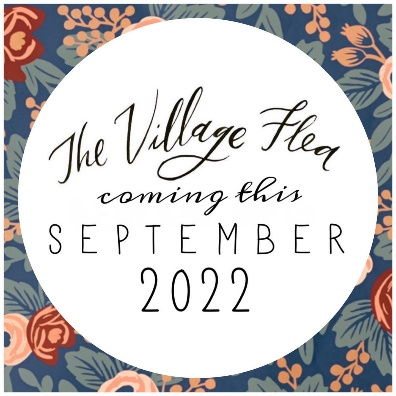 The Village Flea
coming this
SEPTEMBER
2022